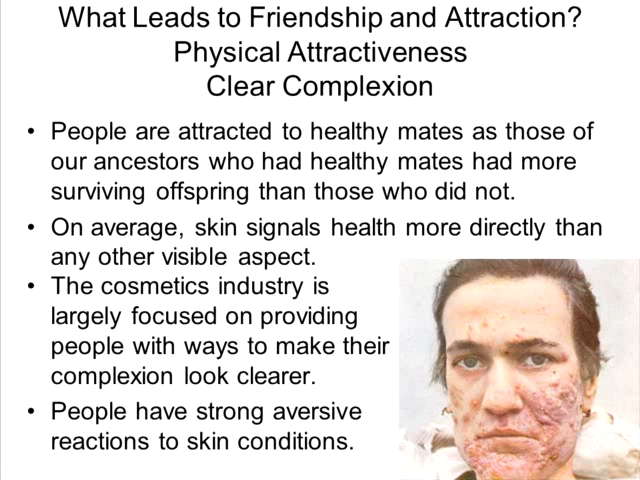 What Leads to Friendship and Attraction?
Physical Attractiveness
Clear Complexion
• People are attracted to healthy mates as those of
our ancestors who had healthy mates had more
surviving offspring than those who did not.
• On average, skin signals health more directly than
any other visible aspect.
• The cosmetics industry is
largely focused on providing
people with ways to make their
complexion look clearer.
• People have strong aversive
reactions to skin conditions.